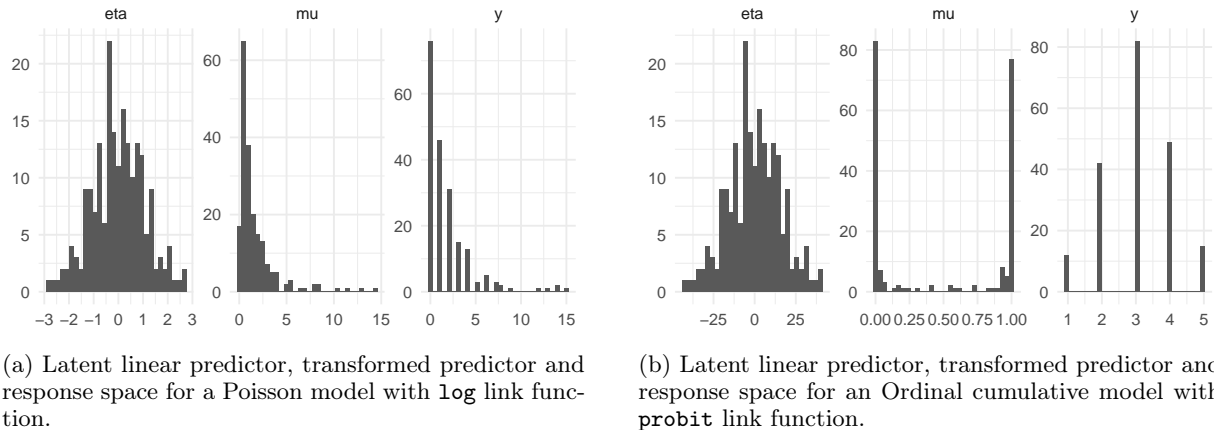 eta
mu
y
eta
mu
y
20
15
10
5
0
−3 −2 −1 0 1 2 3
60
40
20
0
0 5 10 15
60
40
20
0
0 5 10 15
20
15
10
5
0
−25 0 25
80
60
40
20
0
0.00 0.25 0.50 0.75 1.00
80
60
40
20
0
1 2 3 4 5
(a) Latent linear predictor, transformed predictor and
response space for a Poisson model with log link func-
tion.
(b) Latent linear predictor, transformed predictor and
response space for an Ordinal cumulative model with
probit link function.